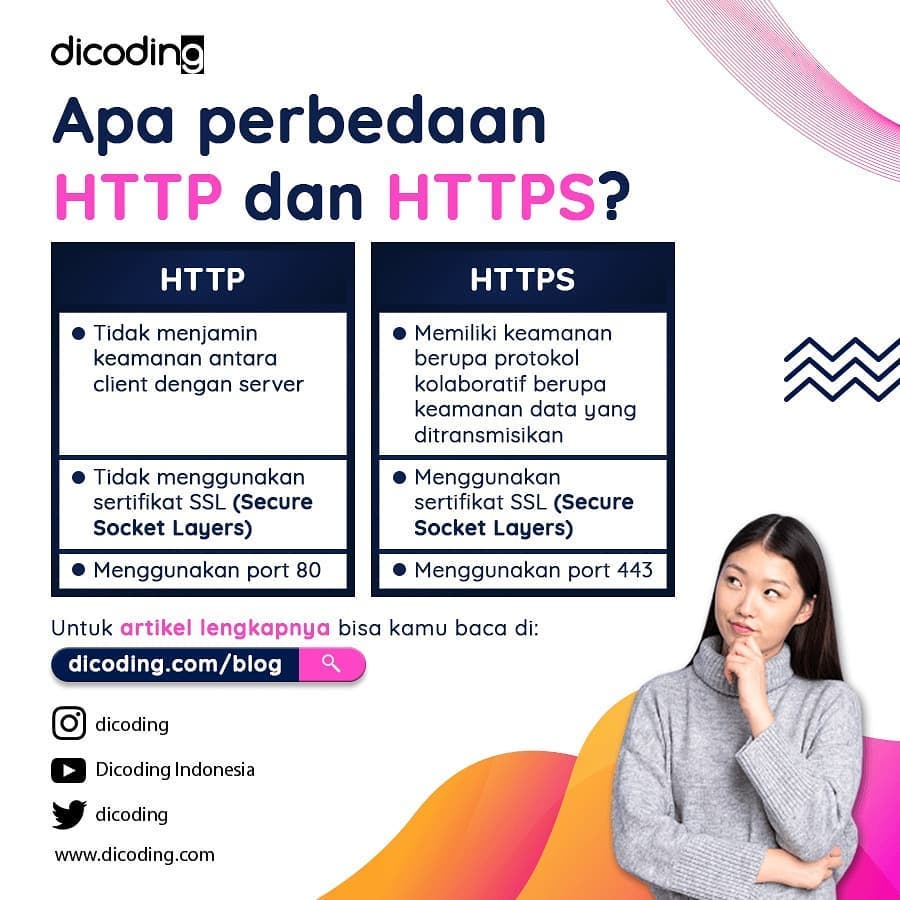 dicoding
Apa perbedaan
HTTP dan HTTPS?
HTTP
Tidak menjamin
keamanan antara
client dengan server
Tidak menggunakan
sertifikat SSL (Secure
Socket Layers)
Menggunakan port 80
HTTPS
Memiliki keamanan
berupa protokol
kolaboratif berupa
keamanan data yang
ditransmisikan
Menggunakan
sertifikat SSL (Secure
Socket Layers)
Menggunakan port 443
Untuk artikel lengkapnya bisa kamu baca di:
dicoding.com/blog
dicoding
Dicoding Indonesia
dicoding
www.dicoding.com